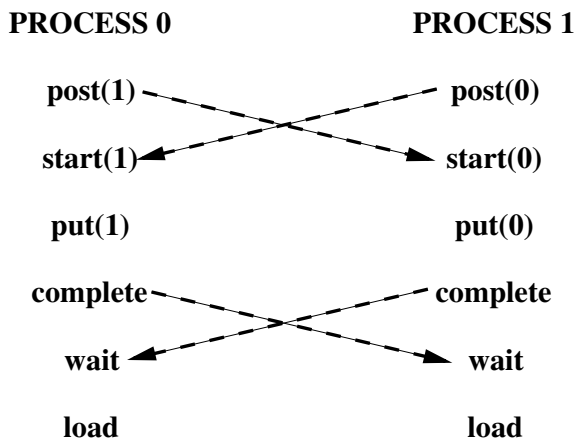 PROCESS 0 PROCESS 1
post(1) post(0)
start(1) start(0)
put(1) put(0)
complete complete
wait wait
load load